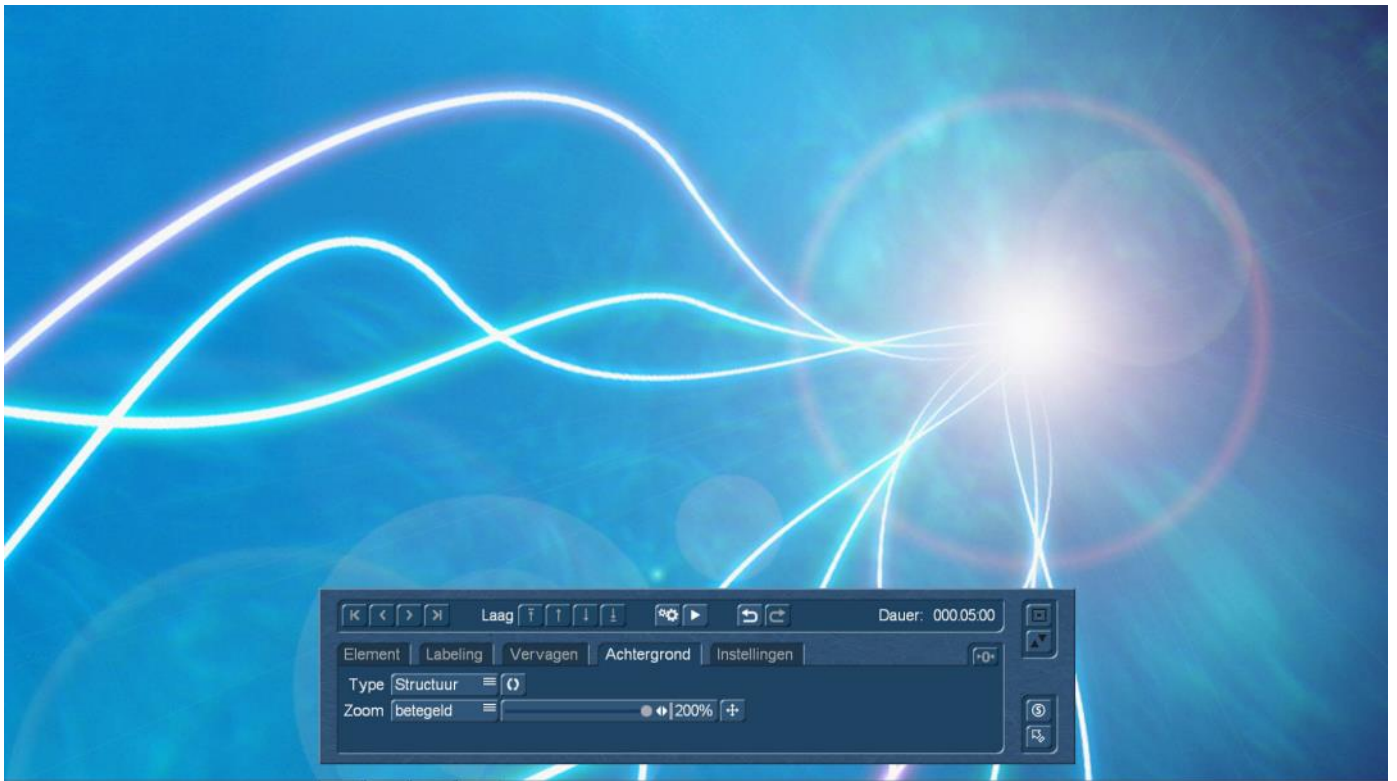 Laag Dauer: 000.05:00
Element Labeling Vervagen Achtergrond Instellingen
Type Structuur
Zoom betegeld 200%